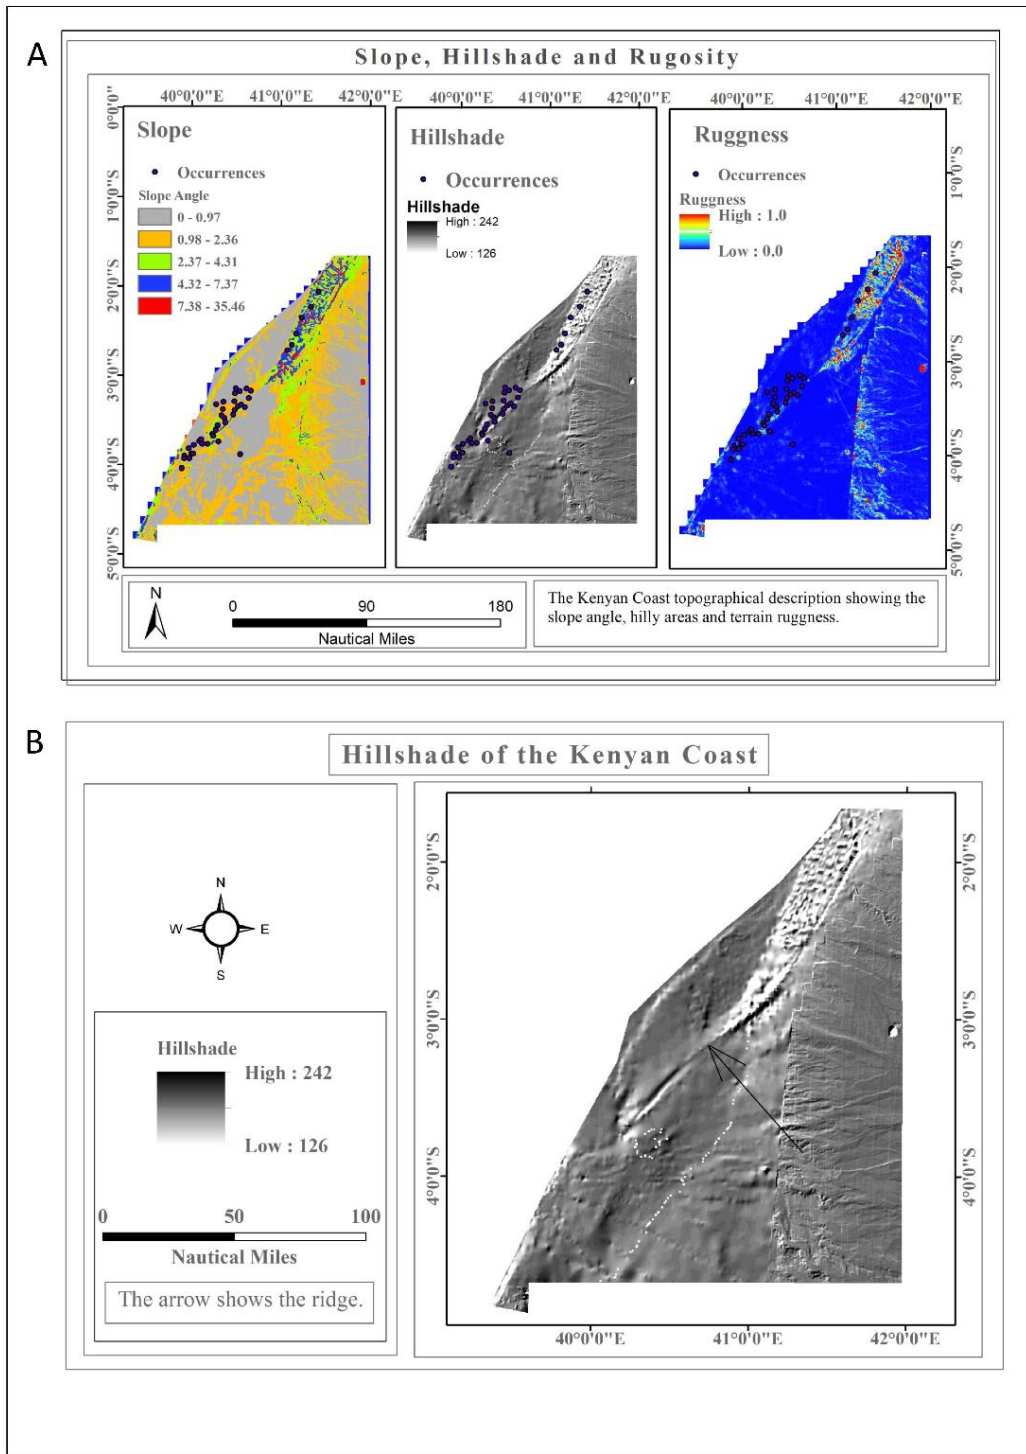 A
Slope, Hillshade and Rugosity
40°0'0"E 41°0'0"E 42°0'0"E
40°0'0"E 41°0'0"E 42°0'0"E
40°0'0"E 41°0'0"E 42°0'0"E
0°0'0"
1°0'0"S
2°0'0"S
3°0'0"S
4°0'0"S
5°0'0"S
Slope
Occurrences
Slope Angle
0 - 0.97
0.98 - 2.36
2.37 - 4.31
4.32 - 7.37
7.38 - 35.46
Hillshade
Occurrences
Hillshade
High : 242
Low : 126
Ruggness
Occurrences
Ruggness
High : 1.0
Low : 0.0
1°0'0"S
2°0'0"S
3°0'0"S
4°0'0"S
5°0'0"S
N
0 90 180
Nautical Miles
The Kenyan Coast topographical description showing the
slope angle, hilly areas and terrain ruggness.
B
Hillshade of the Kenyan Coast
N
W E
S
Hillshade
High : 242
Low : 126
0 50 100
Nautical Miles
The arrow shows the ridge.
2°0'0"S
3°0'0"S
4°0'0"S
2°0'0"S
3°0'0"S
4°0'0"S
40°0'0"E 41°0'0"E 42°0'0"E